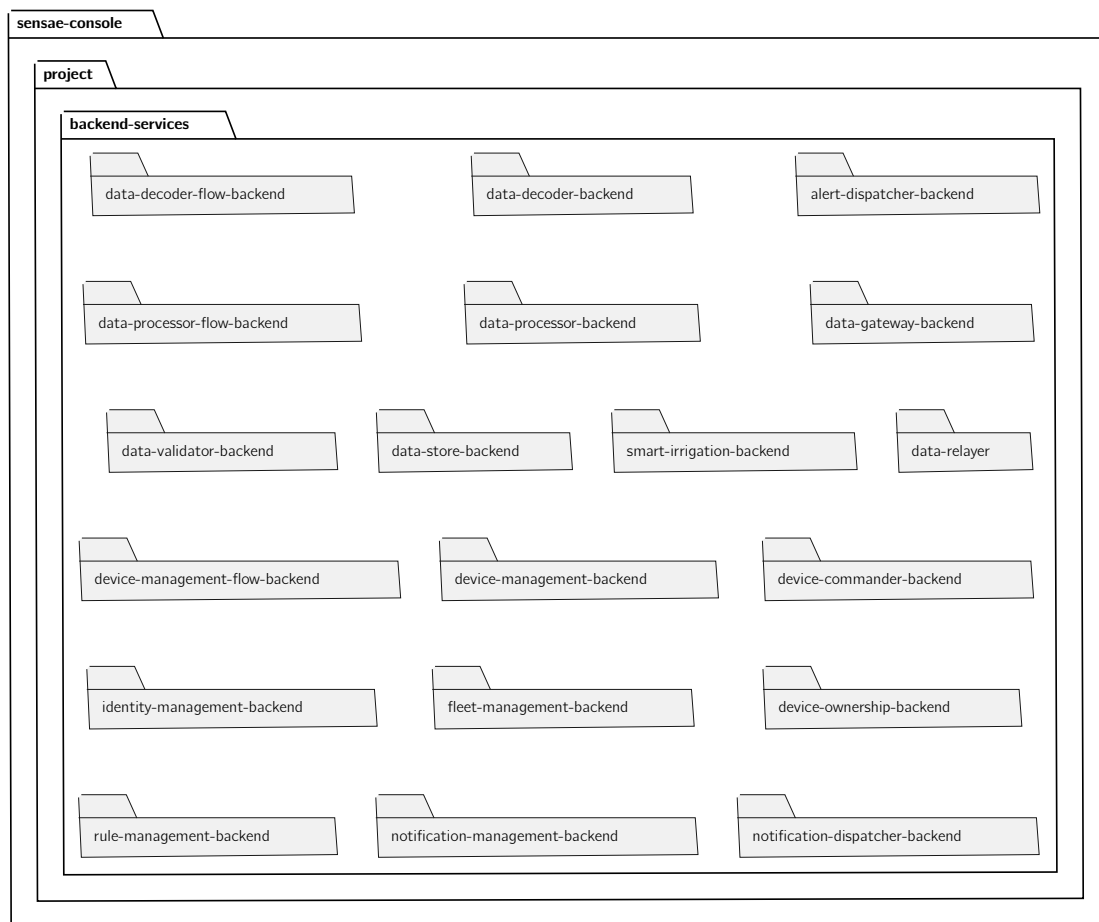 sensae-console
project
backend-services
data-decoder-flow-backend
data-decoder-backend
alert-dispatcher-backend
data-processor-flow-backend
data-processor-backend
data-gateway-backend
data-validator-backend
data-store-backend
smart-irrigation-backend
data-relayer
device-management-flow-backend
device-management-backend
device-commander-backend
identity-management-backend
fleet-management-backend
device-ownership-backend
rule-management-backend
notification-management-backend
notification-dispatcher-backend